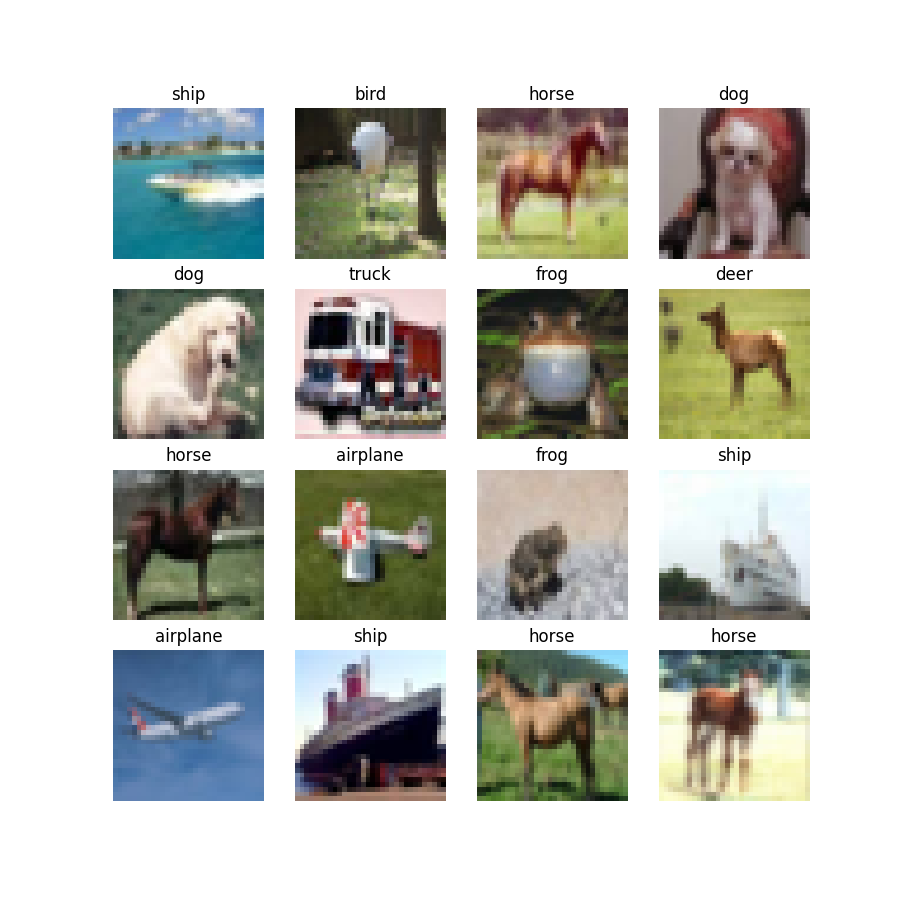 ship bird horse dog
dog truck frog deer
horse airplane frog ship
airplane ship horse horse